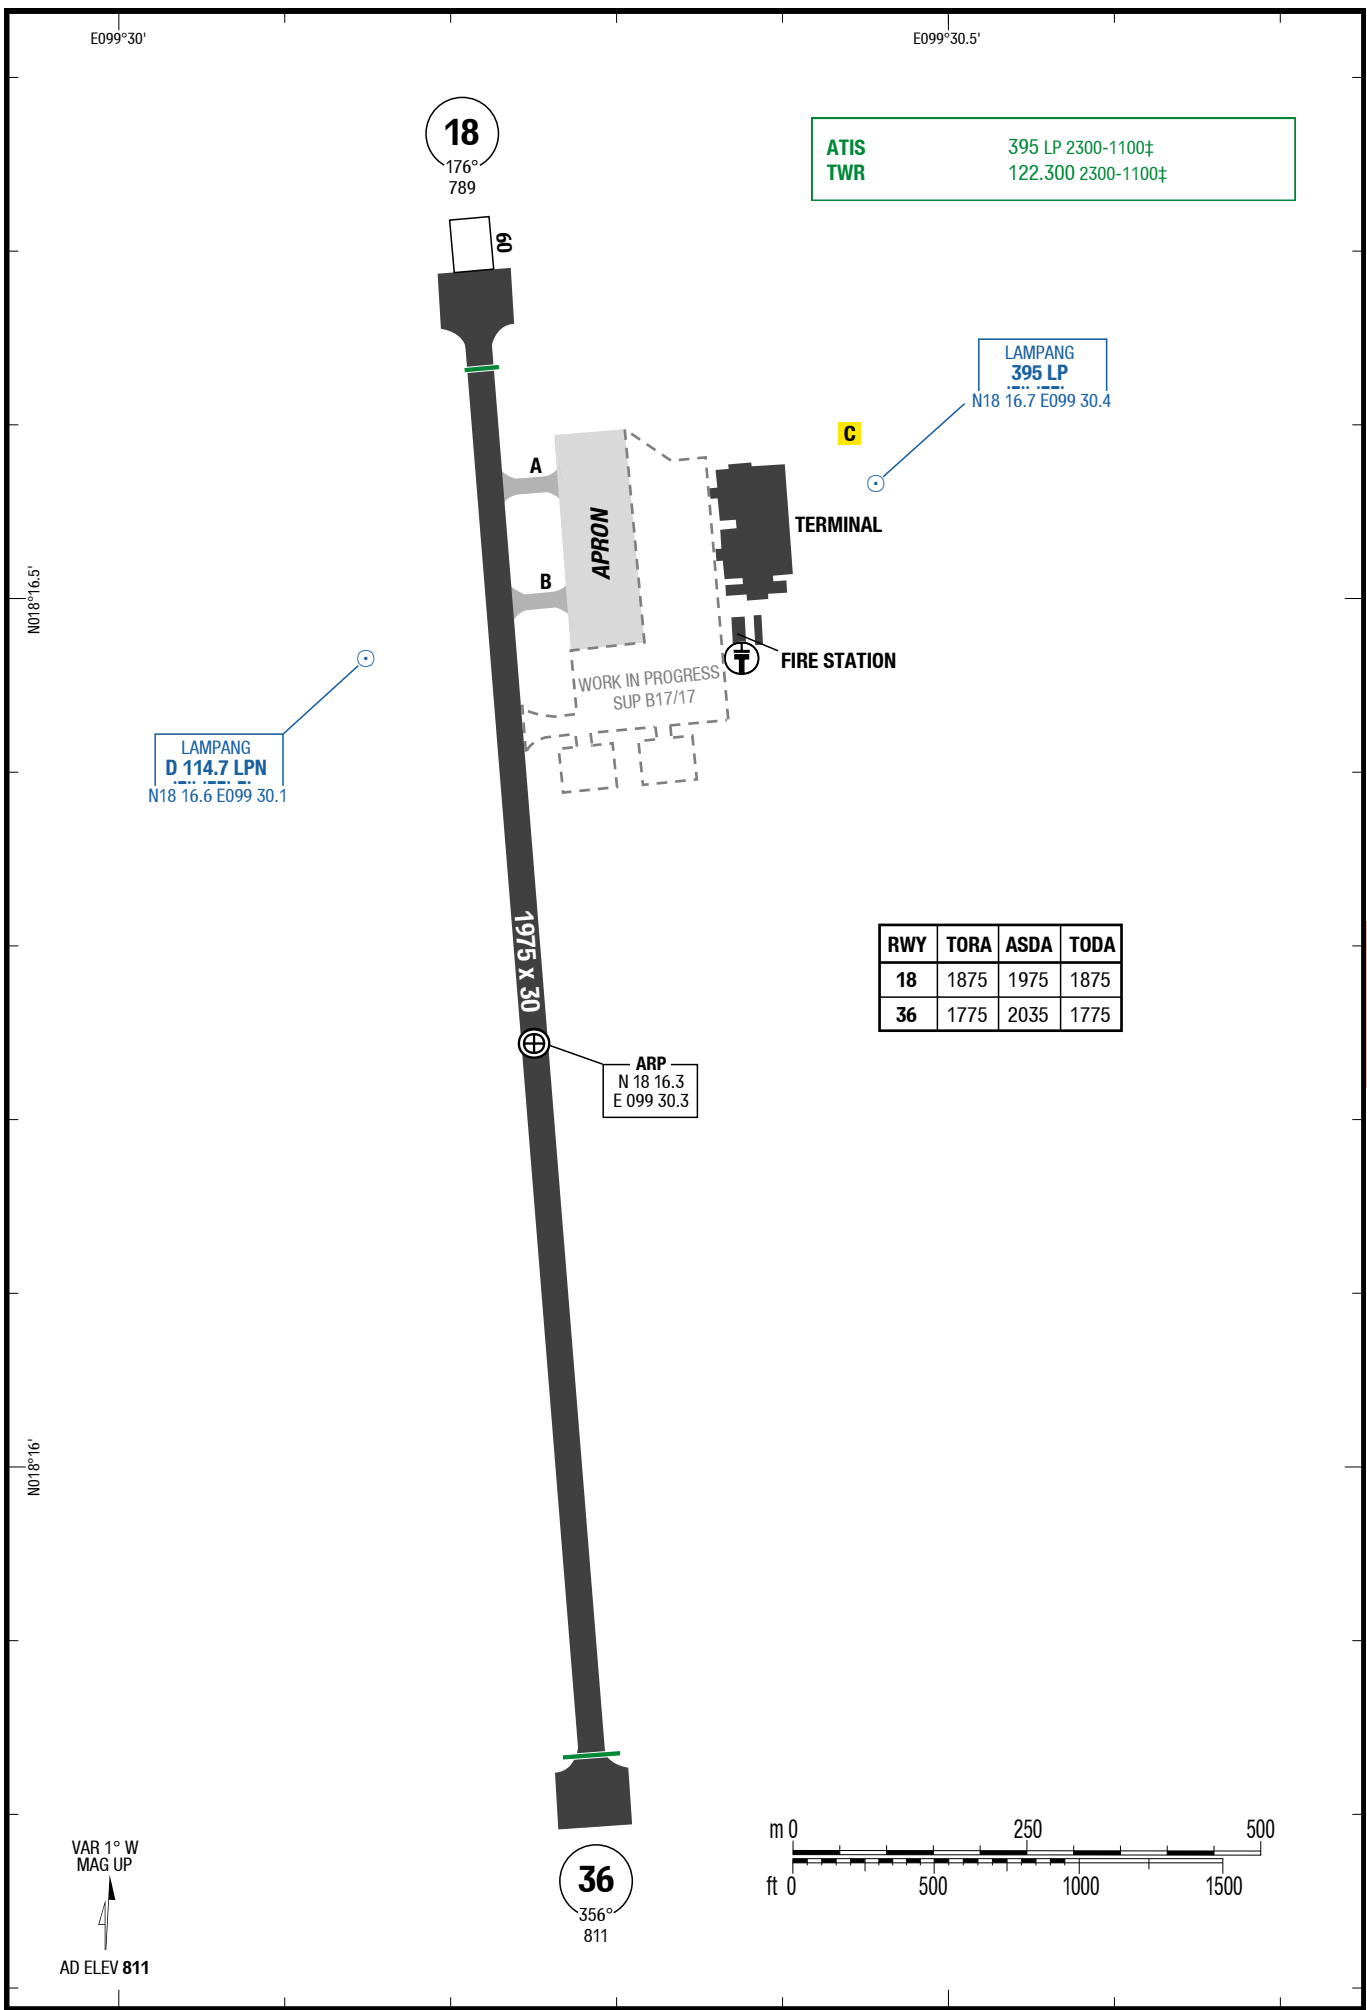 E099°30'
E099°30.5'
18
176°
789
60
ATIS 395 LP 2300-1100‡
TWR 122.300 2300-1100‡
LAMPANG
395 LP
N18 16.7 E099 30.4
C
A
APRON
TERMINAL
B
N018°16.5'
FIRE STATION
WORK IN PROGRESS
SUP B17/17
LAMPANG
D 114.7 LPN
N18 16.6 E099 30.1
1975 x 30
RWY TORA ASDA TODA
18 1875 1975 1875
36 1775 2035 1775
ARP
N 18 16.3
E 099 30.3
N018°16'
m 0 250 500
ft 0 500 1000 1500
VAR 1° W
MAG UP
AD ELEV 811
36
356°
811